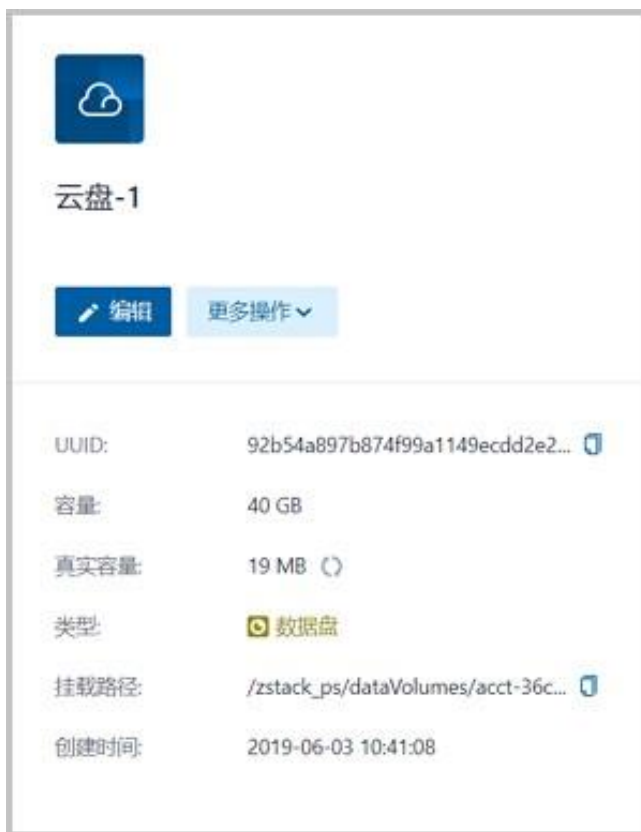 云盘-1
编辑 更多操作
UUID: 92b54a897b874f99a1149ecdd2e2...
容量: 40 GB
真实容量: 19 MB
类型: 数据盘
挂载路径: /zstack_ps/dataVolumes/acct-36c...
创建时间: 2019-06-03 10:41:08